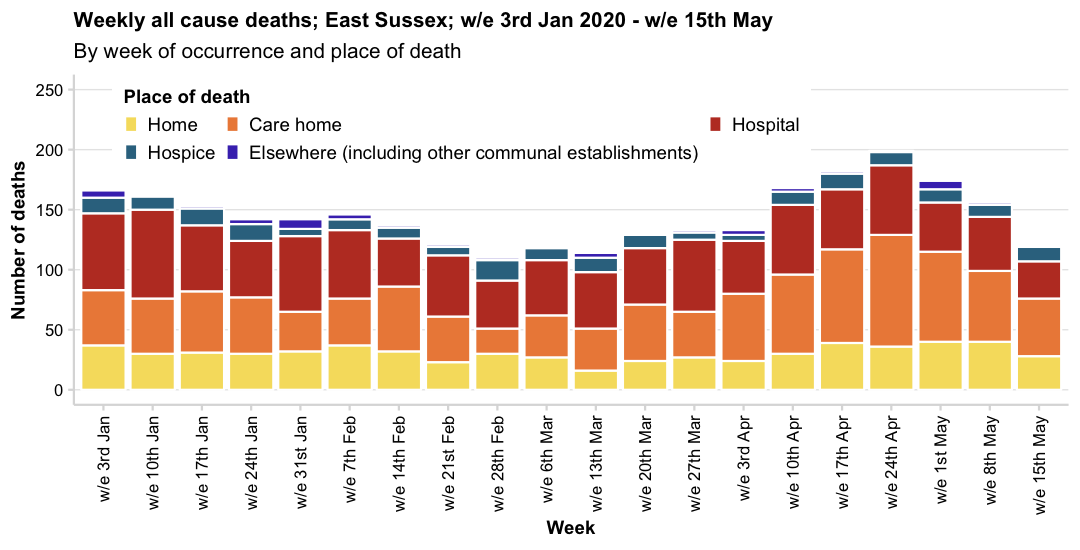 Weekly all cause deaths; East Sussex; w/e 3rd Jan 2020 - w/e 15th May
By week of occurrence and place of death
Place of death
Home Care home Hospital
Hospice Elsewhere (including other communal establishments)
Number of deaths
250
200
150
100
50
0
w/e 3rd Jan
w/e 10th Jan
w/e 17th Jan
w/e 24th Jan
w/e 31st Jan
w/e 7th Feb
w/e 14th Feb
w/e 21st Feb
w/e 28th Feb
w/e 6th Mar
w/e 13th Mar
w/e 20th Mar
w/e 27th Mar
w/e 3rd Apr
w/e 10th Apr
w/e 17th Apr
w/e 24th Apr
w/e 1st May
w/e 8th May
w/e 15th May
Week